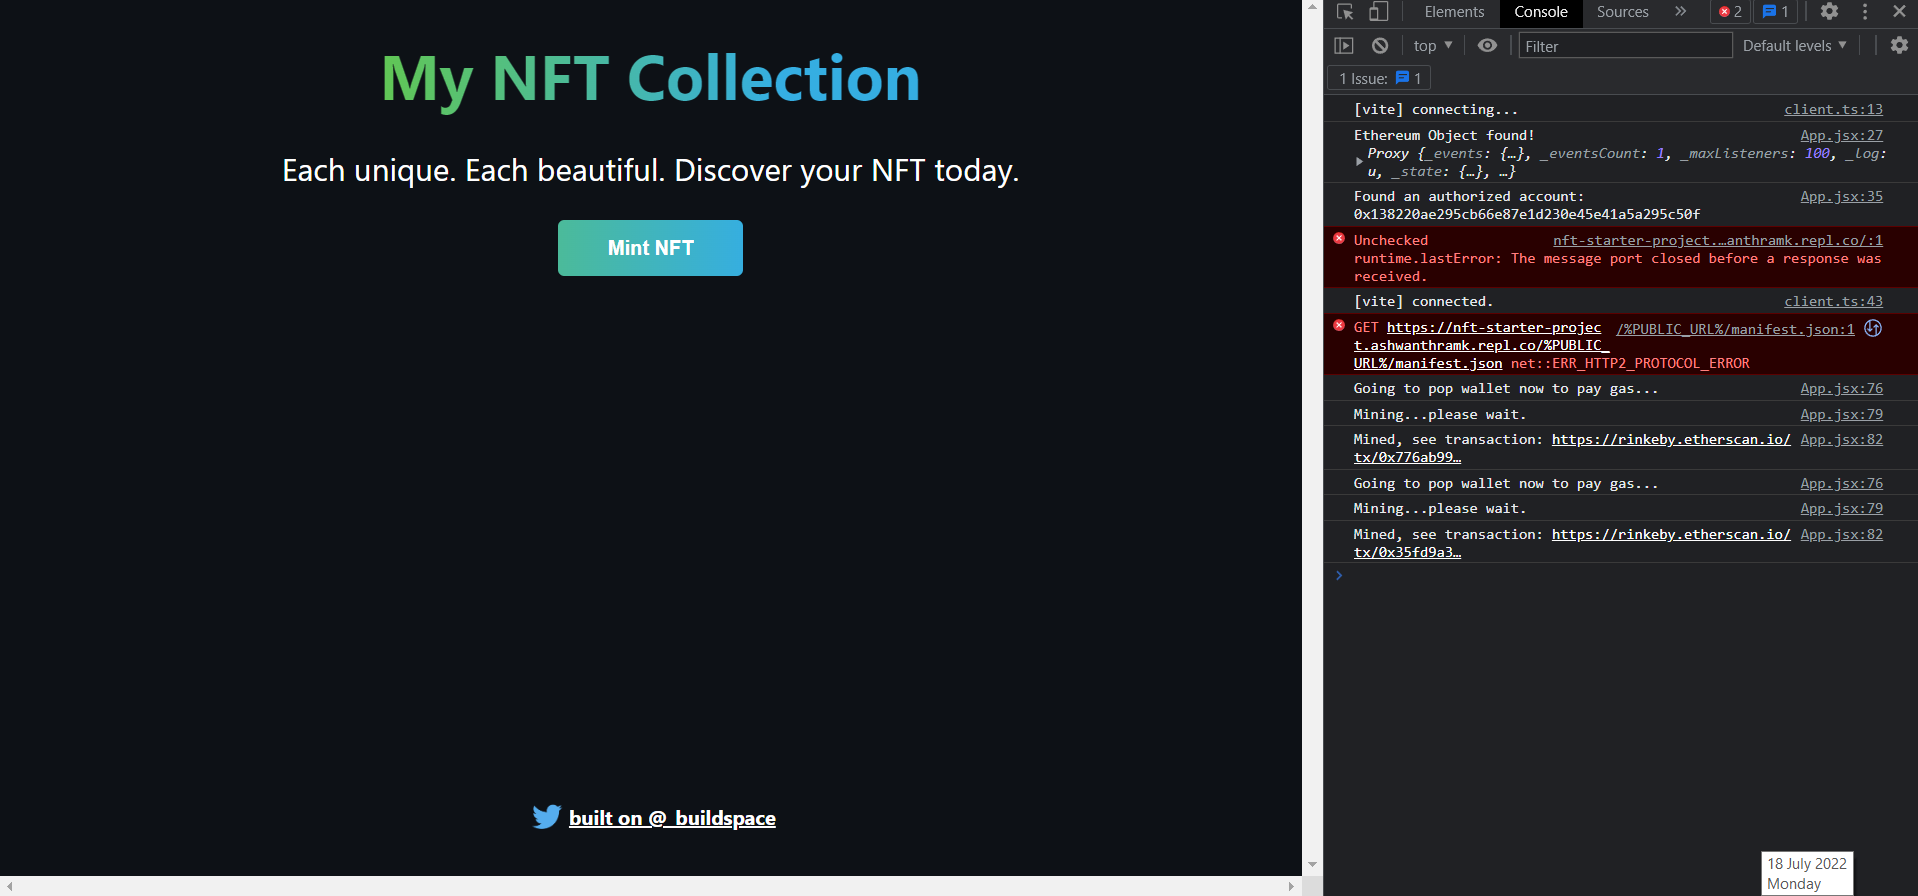 My NFT Collection
Each unique. Each beautiful. Discover your NFT today.
Mint NFT
built on @_buildspace
Elements Console Sources 2 1
top Filter Default levels
1 Issue: 1
[vite] connecting... client.ts:13
Ethereum Object found! App.jsx:27
Proxy {_events: {…}, _eventsCount: 1, _maxListeners: 100, _log:
u, _state: {…}, …}
Found an authorized account: App.jsx:35
0x138220ae295cb66e87e1d230e45e41a5a295c50f
Unchecked nft-starter-project.…anthramk.repl.co/:1
runtime.lastError: The message port closed before a response was
received.
[vite] connected. client.ts:43
GET https://nft-starter-projec /%PUBLIC_URL%/manifest.json:1
t.ashwanthramk.repl.co/%PUBLIC_
URL%/manifest.json net::ERR_HTTP2_PROTOCOL_ERROR
Going to pop wallet now to pay gas... App.jsx:76
Mining...please wait. App.jsx:79
Mined, see transaction: https://rinkeby.etherscan.io/ App.jsx:82
tx/0x776ab99…
Going to pop wallet now to pay gas... App.jsx:76
Mining...please wait. App.jsx:79
Mined, see transaction: https://rinkeby.etherscan.io/ App.jsx:82
tx/0x35fd9a3…
18 July 2022
Monday